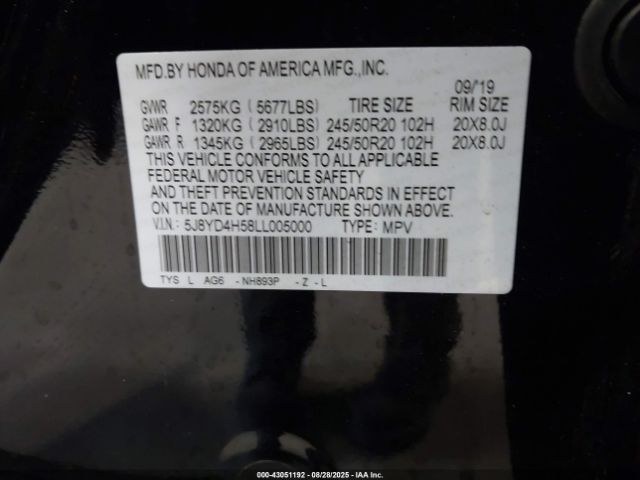 MFD.BY HONDA OF AMERICA MFG.,INC.
09/'19
GVWR 2575KG (5677LBS) TIRE SIZE RIM SIZE
GAWR F 1320KG (2910LBS) 245/50R20 102H 20X8.0J
GAWR R 1345KG (2965LBS) 245/50R20 102H 20X8.0J
THIS VEHICLE CONFORMS TO ALL APPLICABLE
FEDERAL MOTOR VEHICLE SAFETY
AND THEFT PREVENTION STANDARDS IN EFFECT
ON THE DATE OF MANUFACTURE SHOWN ABOVE.
V.I.N.: 5J8YD4H58LL005000 TYPE: MPV
TYS L AG6 -NH893P -Z-L
000-43051192 - 08/28/2025 - IAAI.COM